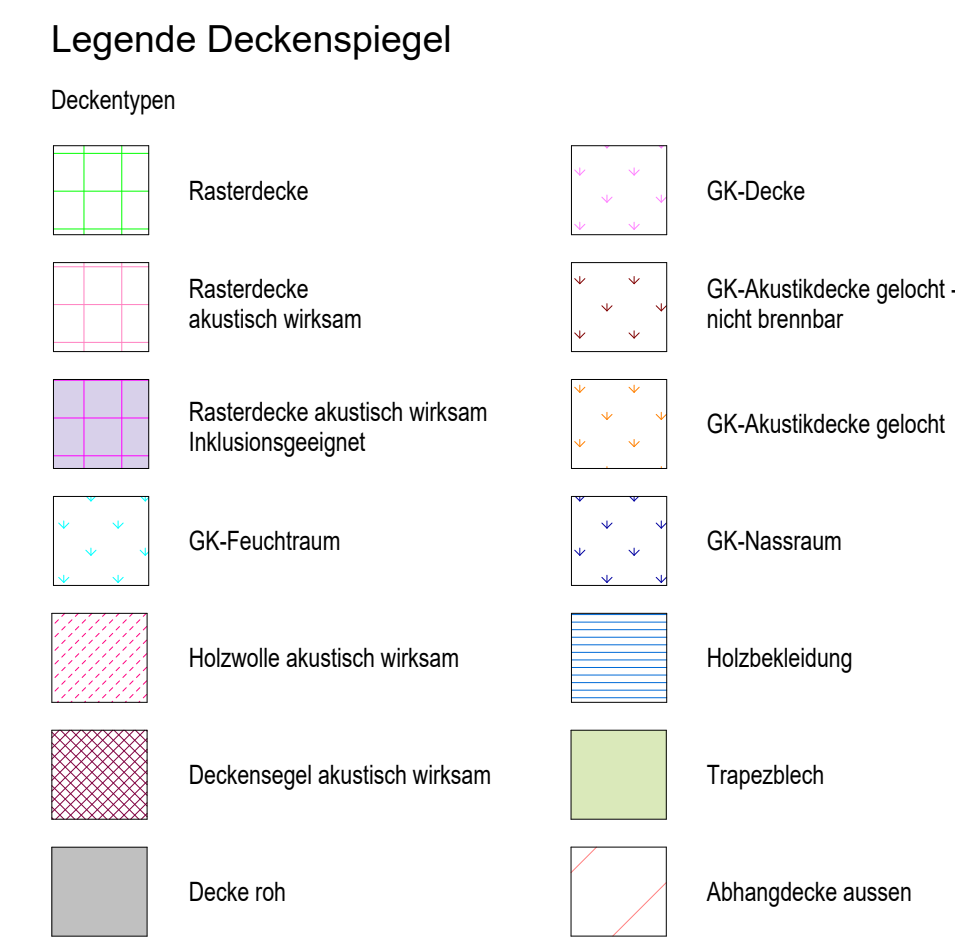 Legende Deckenspiegel
Deckentypen
Rasterdecke
GK-Decke
Rasterdecke
akustisch wirksam
GK-Akustikdecke gelocht -
nicht brennbar
Rasterdecke akustisch wirksam
Inklusionsgeeignet
GK-Akustikdecke gelocht
GK-Feuchtraum
GK-Nassraum
Holzwolle akustisch wirksam
Holzbekleidung
Deckensegel akustisch wirksam
Trapezblech
Decke roh
Abhangdecke aussen